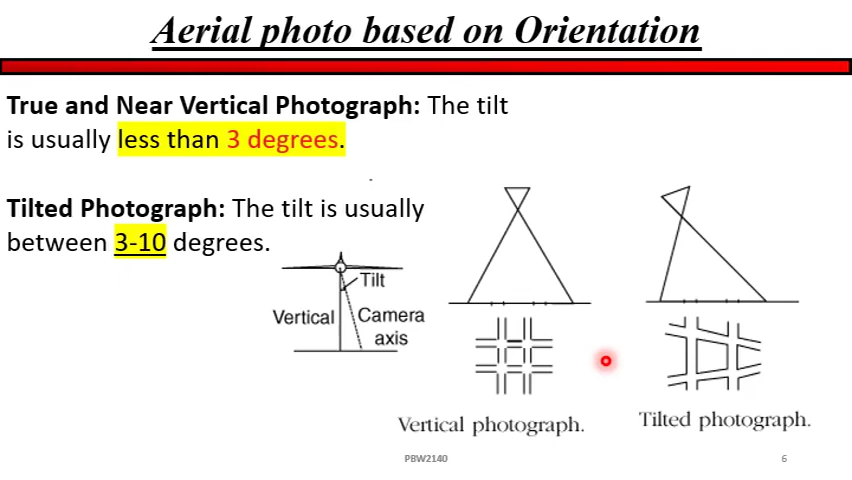 Aerial photo based on Orientation
True and Near Vertical Photograph: The tilt
is usually less than 3 degrees.
Tilted Photograph: The tilt is usually
between 3-10 degrees.
Tilt
Vertical
Camera
axis
Vertical photograph.
Tilted photograph.
PBW2140
6